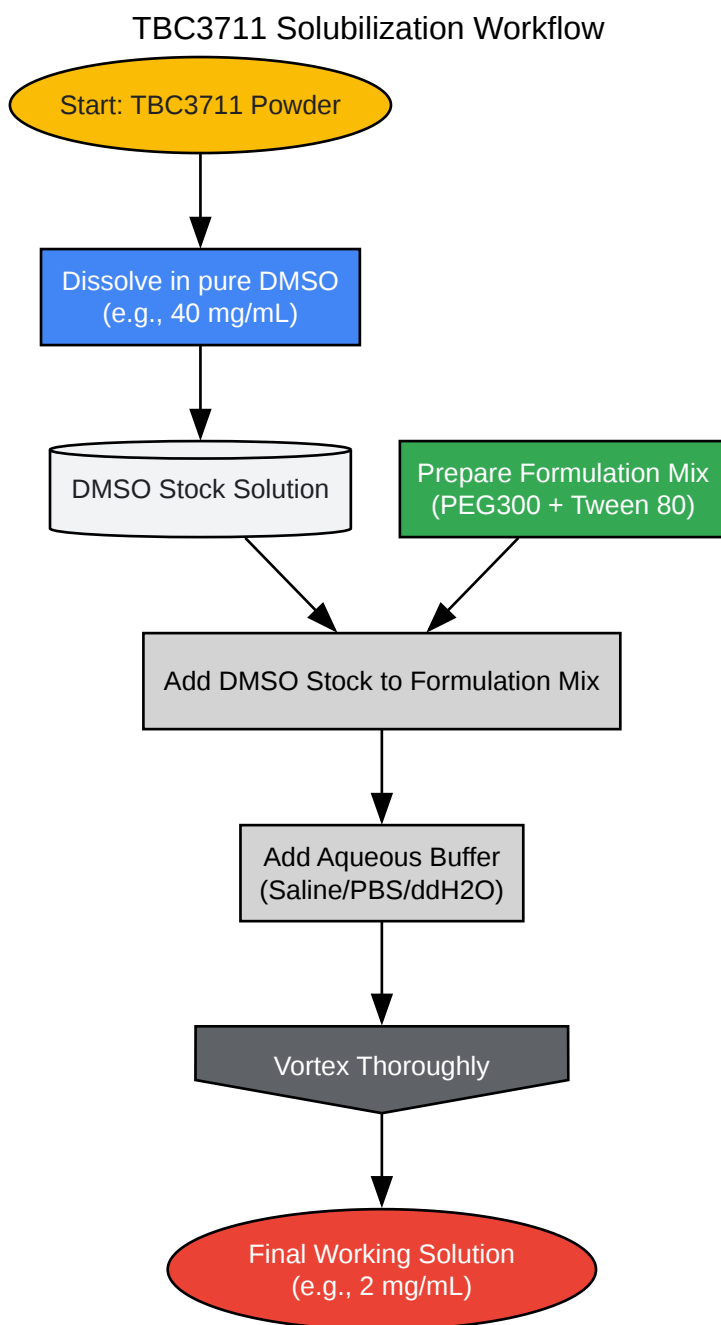 TBC3711 Solubilization Workflow
Start: TBC3711 Powder
Dissolve in pure DMSO
(e.g., 40 mg/mL)
DMSO Stock Solution
Prepare Formulation Mix
(PEG300 + Tween 80)
Add DMSO Stock to Formulation Mix
Add Aqueous Buffer
(Saline/PBS/ddH2O)
Vortex Thoroughly
Final Working Solution
(e.g., 2 mg/mL)